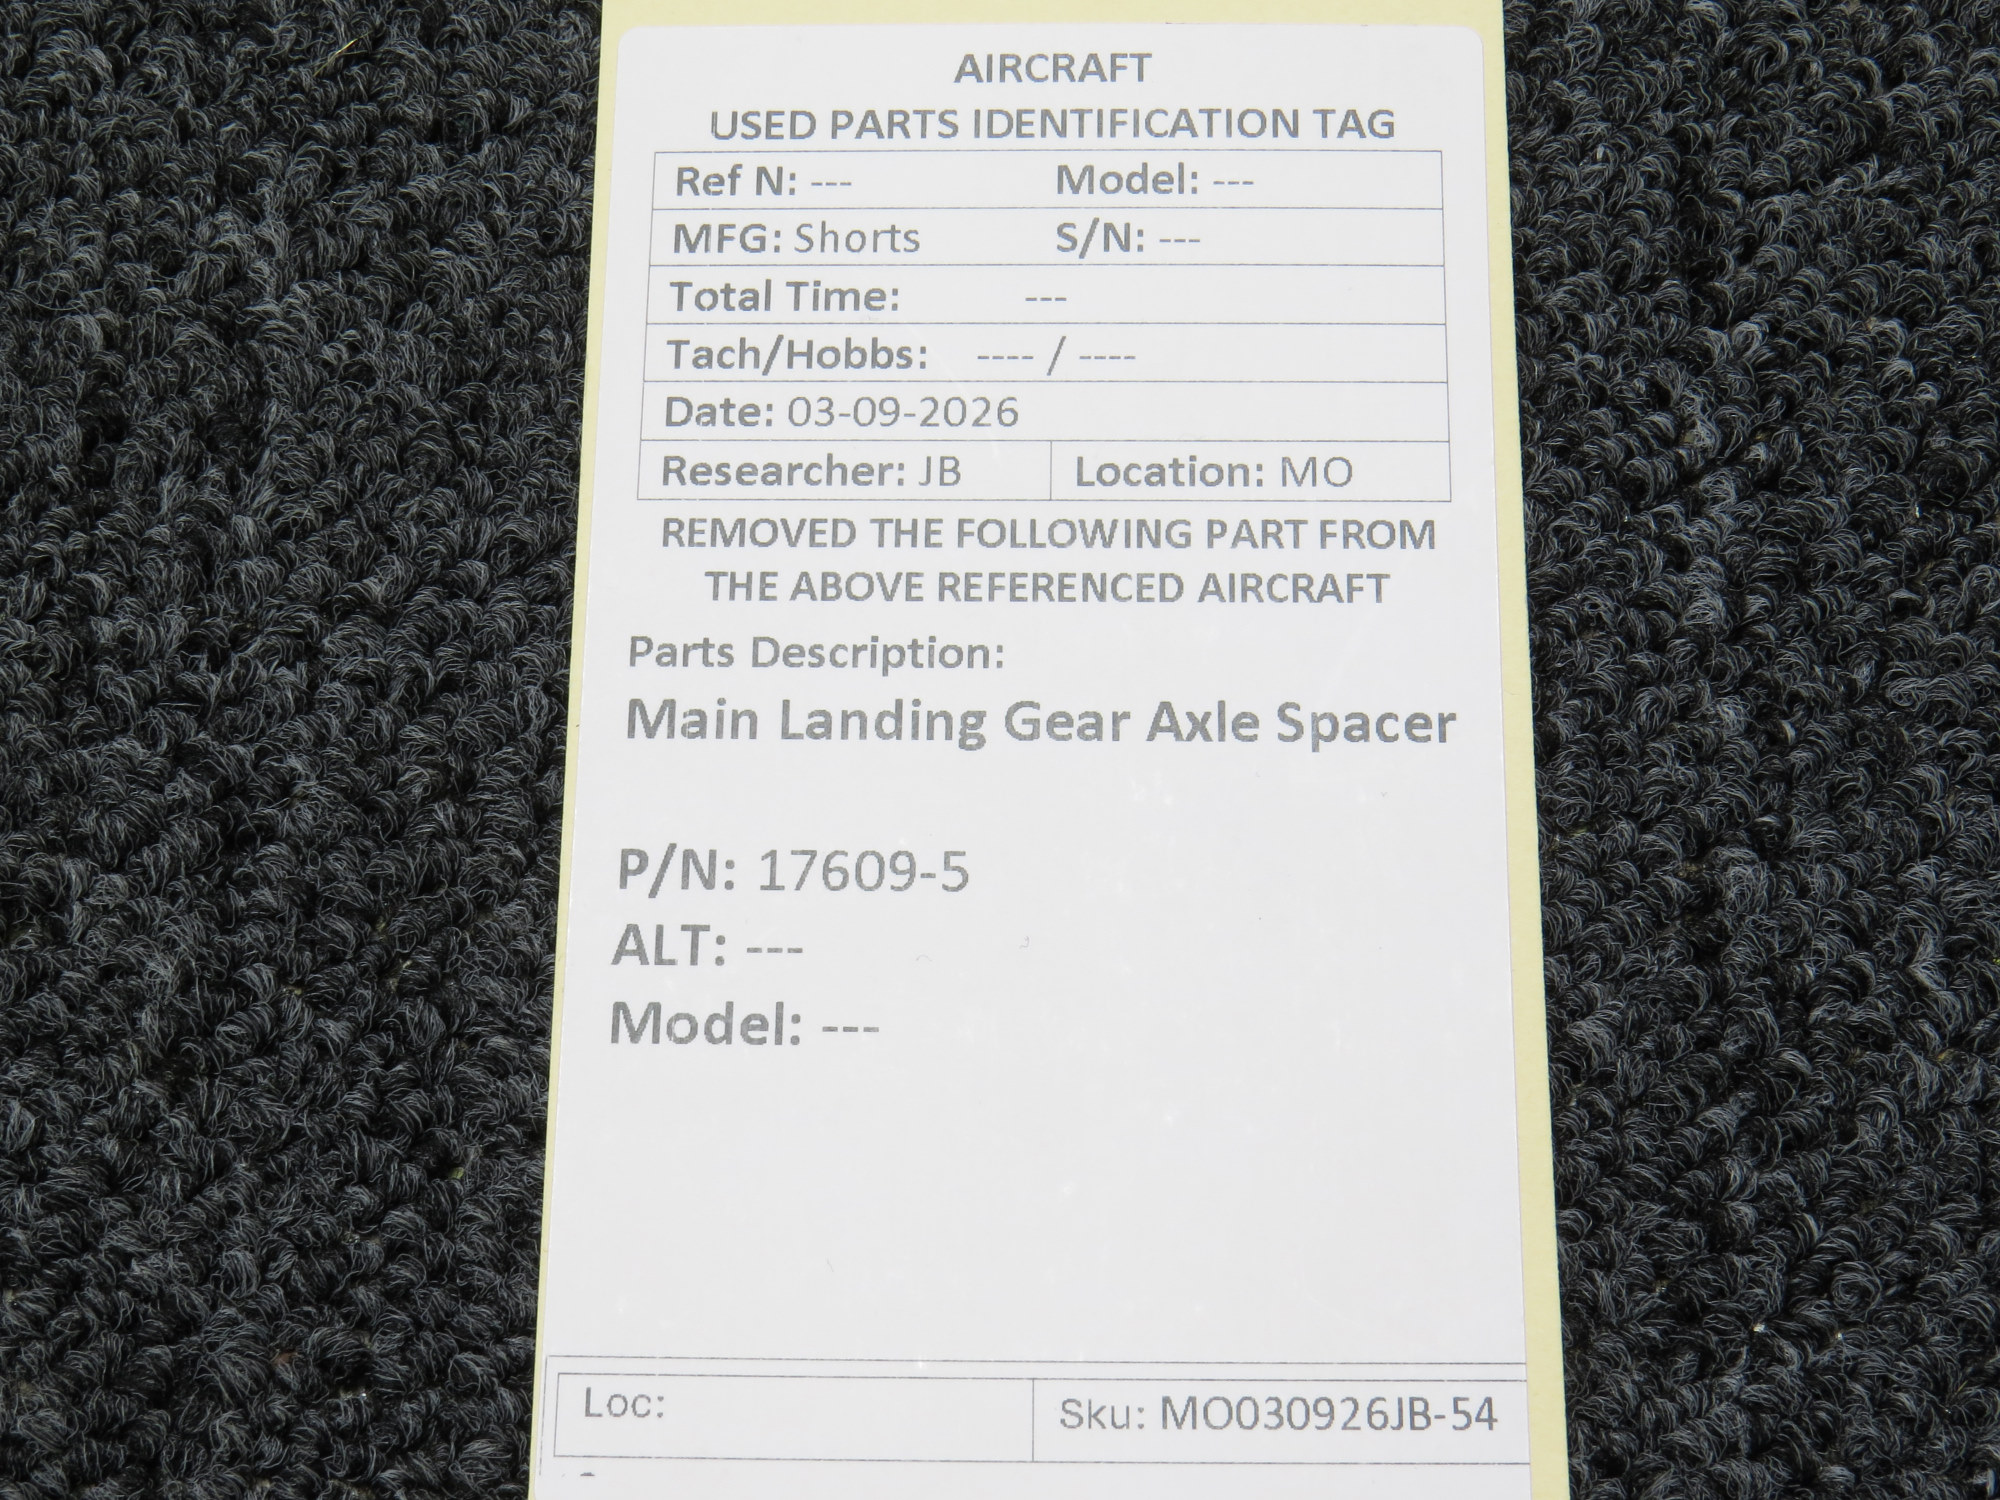 AIRCRAFT
USED PARTS IDENTIFICATION TAG
Ref N: --- Model: ---
MFG: Shorts S/N: ---
Total Time: ---
Tach/Hobbs: ---- / ----
Date: 03-09-2026
Researcher: JB Location: MO
REMOVED THE FOLLOWING PART FROM
THE ABOVE REFERENCED AIRCRAFT
Parts Description:
Main Landing Gear Axle Spacer
P/N: 17609-5
ALT: ---
Model: ---
Loc: Sku: MO030926JB-54